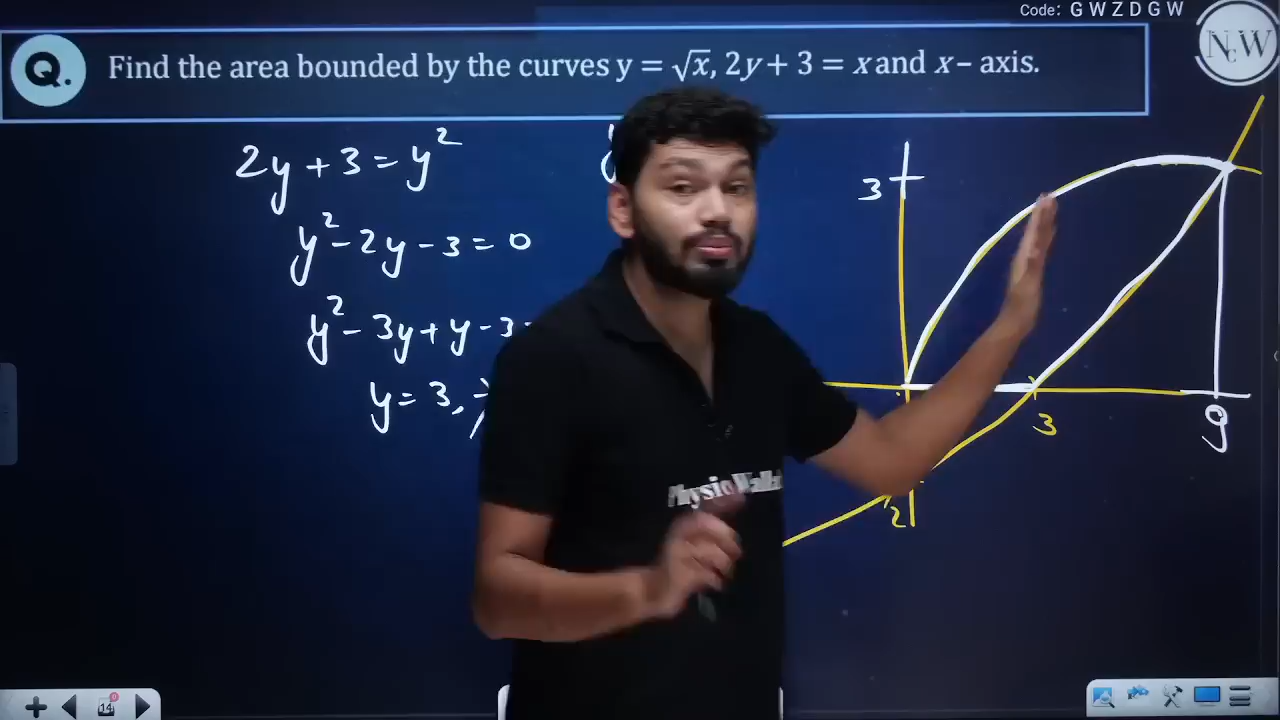 Code: G W Z D G W
Q. Find the area bounded by the curves y = √x, 2y + 3 = x and x – axis.
2y + 3 = y²
y² - 2y - 3 = 0
y² - 3y + y - 3
y = 3,
3
3
9
2
14